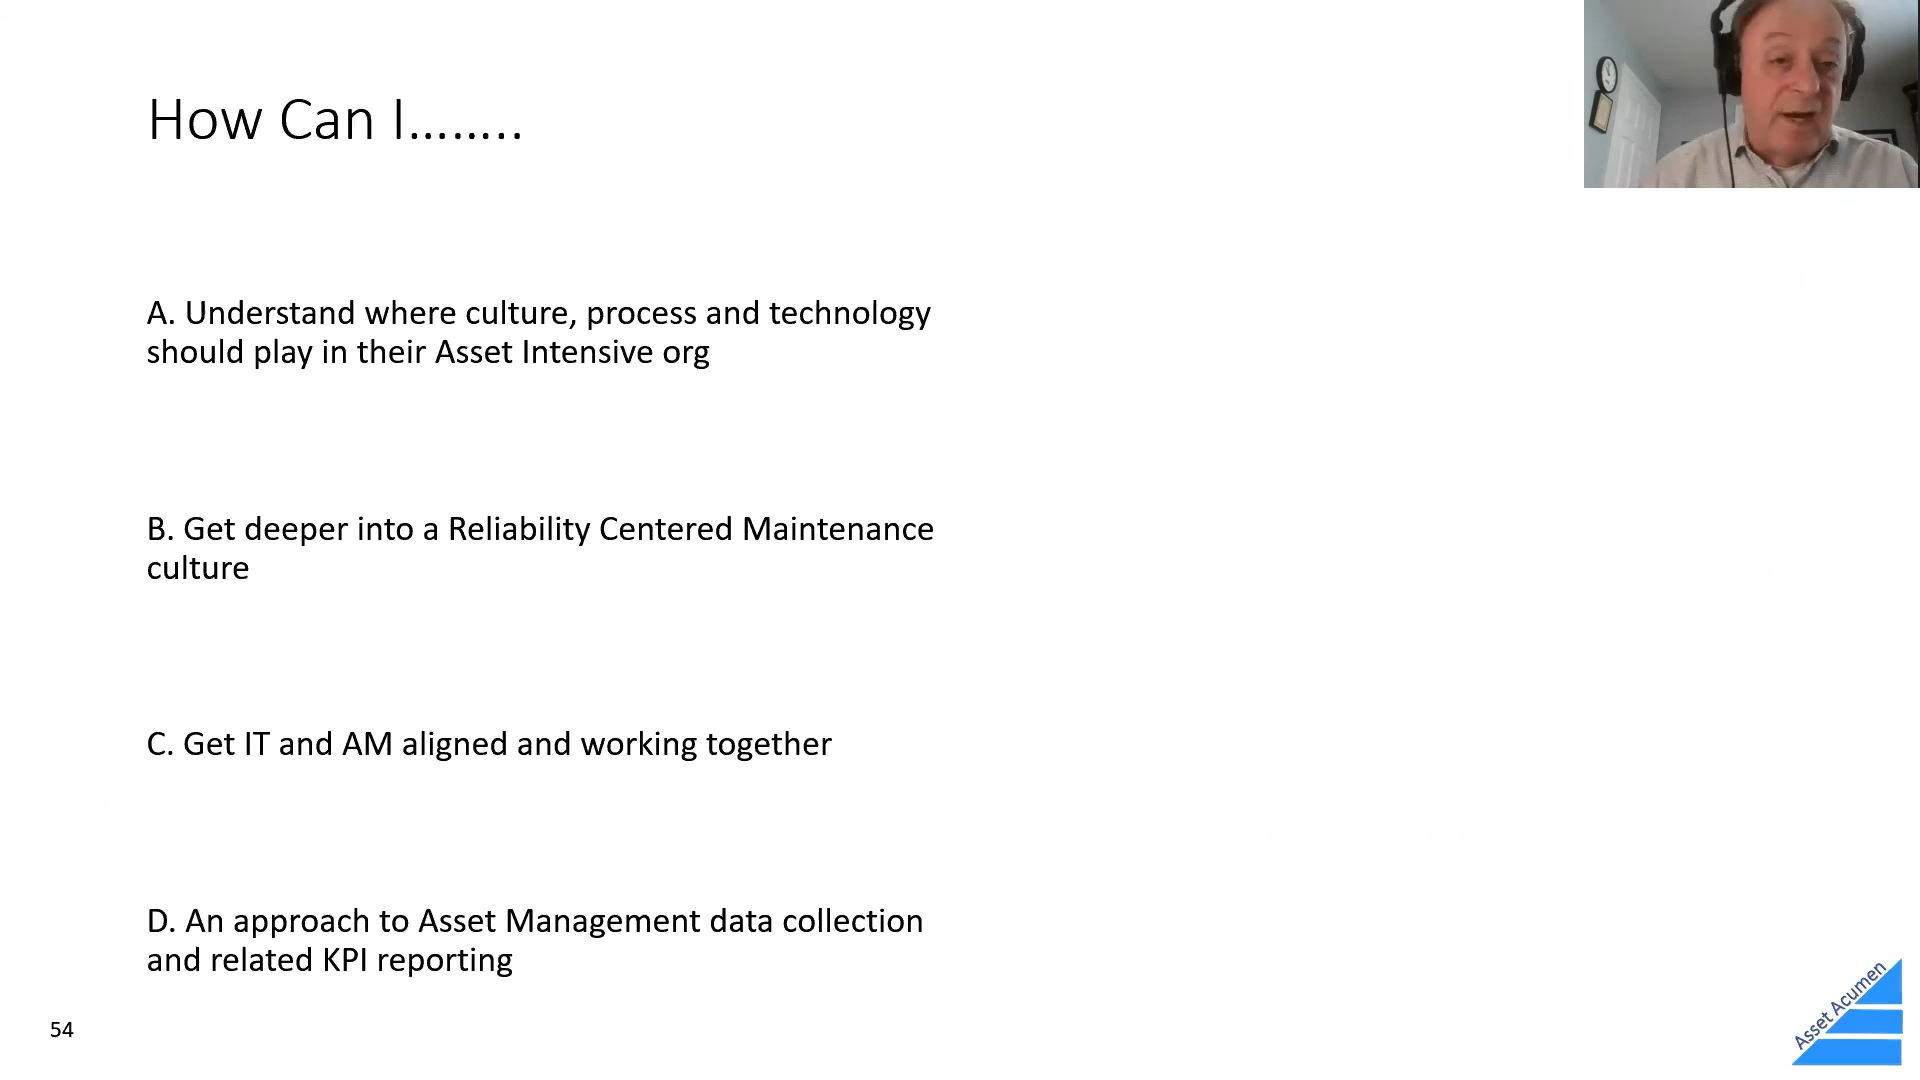 How Can I........
A. Understand where culture, process and technology
should play in their Asset Intensive org
B. Get deeper into a Reliability Centered Maintenance
culture
C. Get IT and AM aligned and working together
D. An approach to Asset Management data collection
and related KPI reporting
54
Asset Acumen